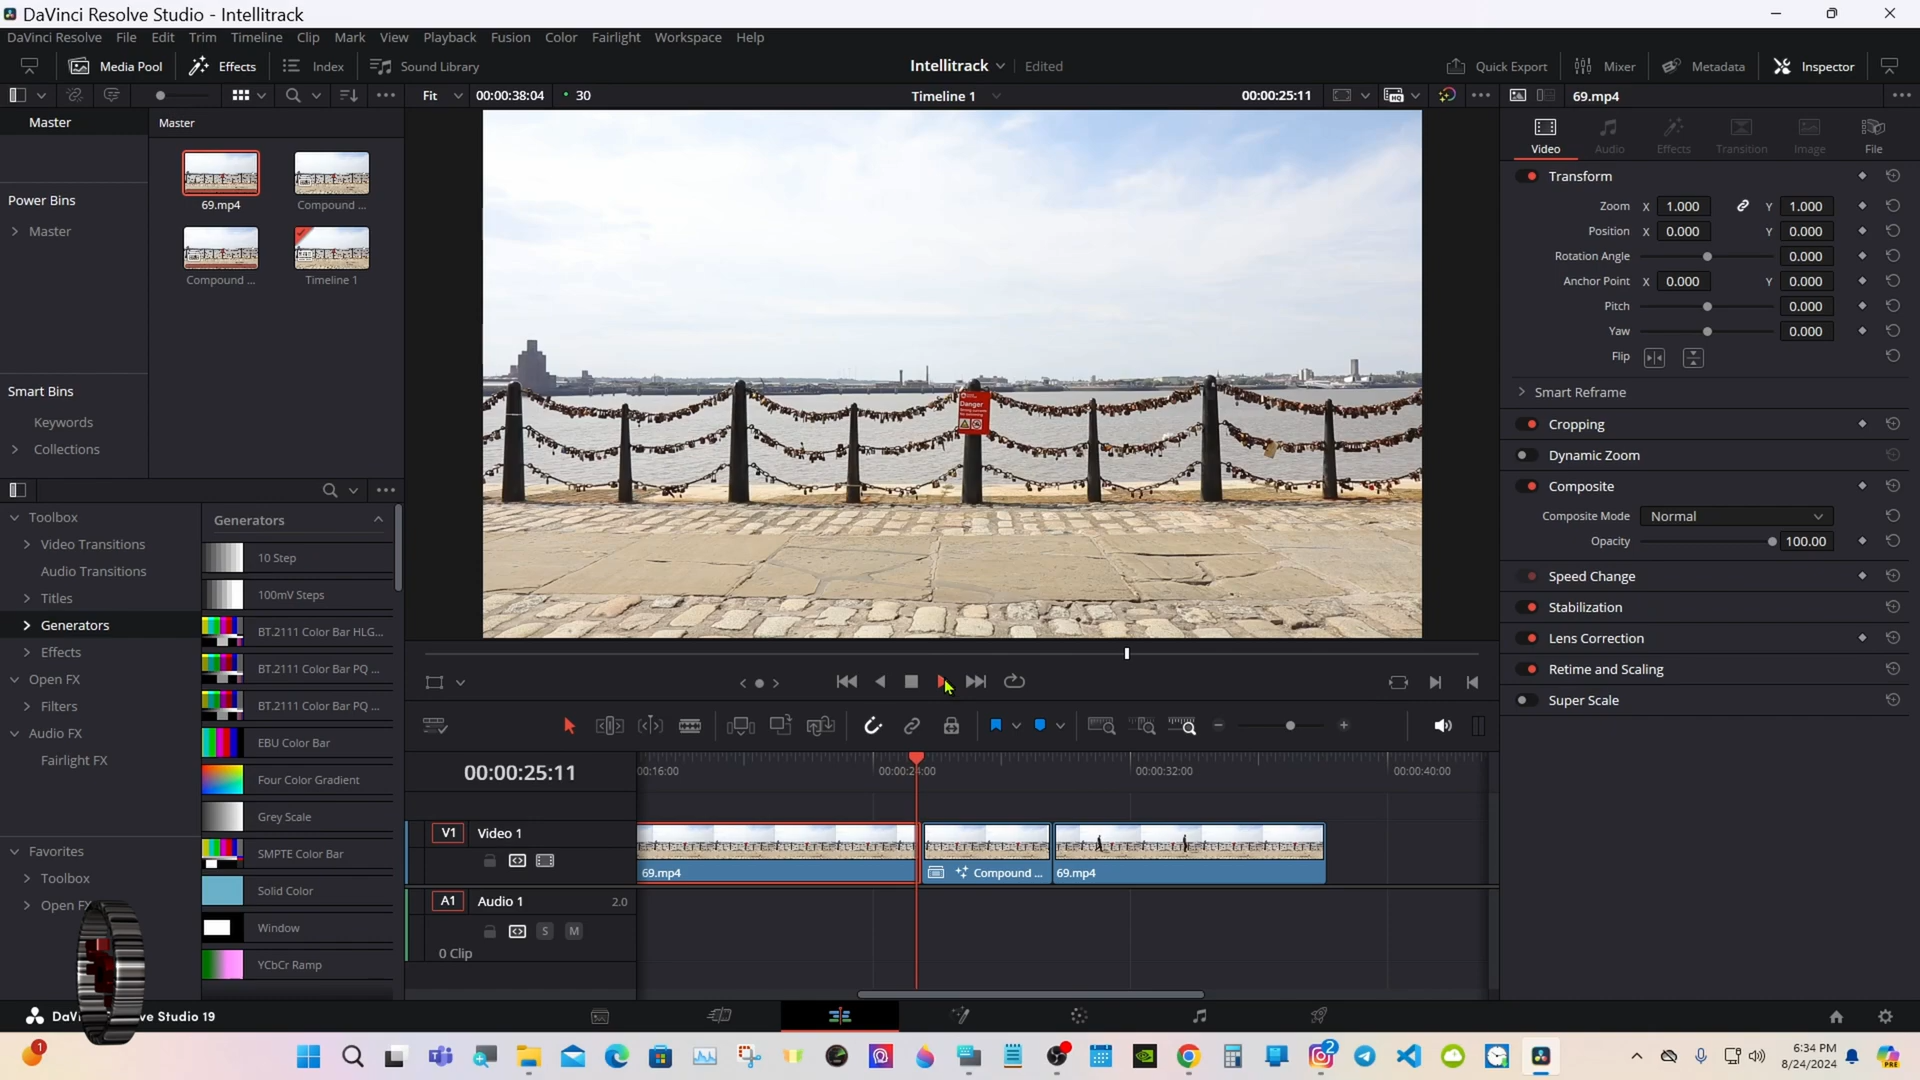 DaVinci Resolve Studio - Intellitrack
DaVinci Resolve File Edit Trim Timeline Clip Mark View Playback Fusion Color Fairlight Workspace Help
Media Pool Effects Index Sound Library Intellitrack Edited Quick Export Mixer Metadata Inspector
Fit 00:00:38:04 30 Timeline 1 00:00:25:11 69.mp4
Master Master
Video Audio Effects Transition Image File
69.mp4 Compound ...
Compound ... Timeline 1
Power Bins
Master
Smart Bins
Keywords
Collections
Danger
Transform
Zoom X 1.000 Y 1.000
Position X 0.000 Y 0.000
Rotation Angle 0.000
Anchor Point X 0.000 Y 0.000
Pitch 0.000
Yaw 0.000
Flip
Smart Reframe
Cropping
Dynamic Zoom
Composite
Composite Mode Normal
Opacity 100.00
Speed Change
Stabilization
Lens Correction
Retime and Scaling
Super Scale
Toolbox
Video Transitions
Audio Transitions
Titles
Generators
Effects
Open FX
Filters
Audio FX
Fairlight FX
Favorites
Toolbox
Open FX
Generators
10 Step
100mV Steps
BT.2111 Color Bar HLG...
BT.2111 Color Bar PQ ...
BT.2111 Color Bar PQ ...
EBU Color Bar
Four Color Gradient
Grey Scale
SMPTE Color Bar
Solid Color
Window
YCbCr Ramp
00:00:25:11 00:16:00 00:00:24:00 00:00:32:00 00:00:40:00
V1 Video 1
69.mp4 Compound ... 69.mp4
A1 Audio 1 2.0
S M
0 Clip
DaVi ve Studio 19
1
2
6:34 PM
8/24/2024
PRE